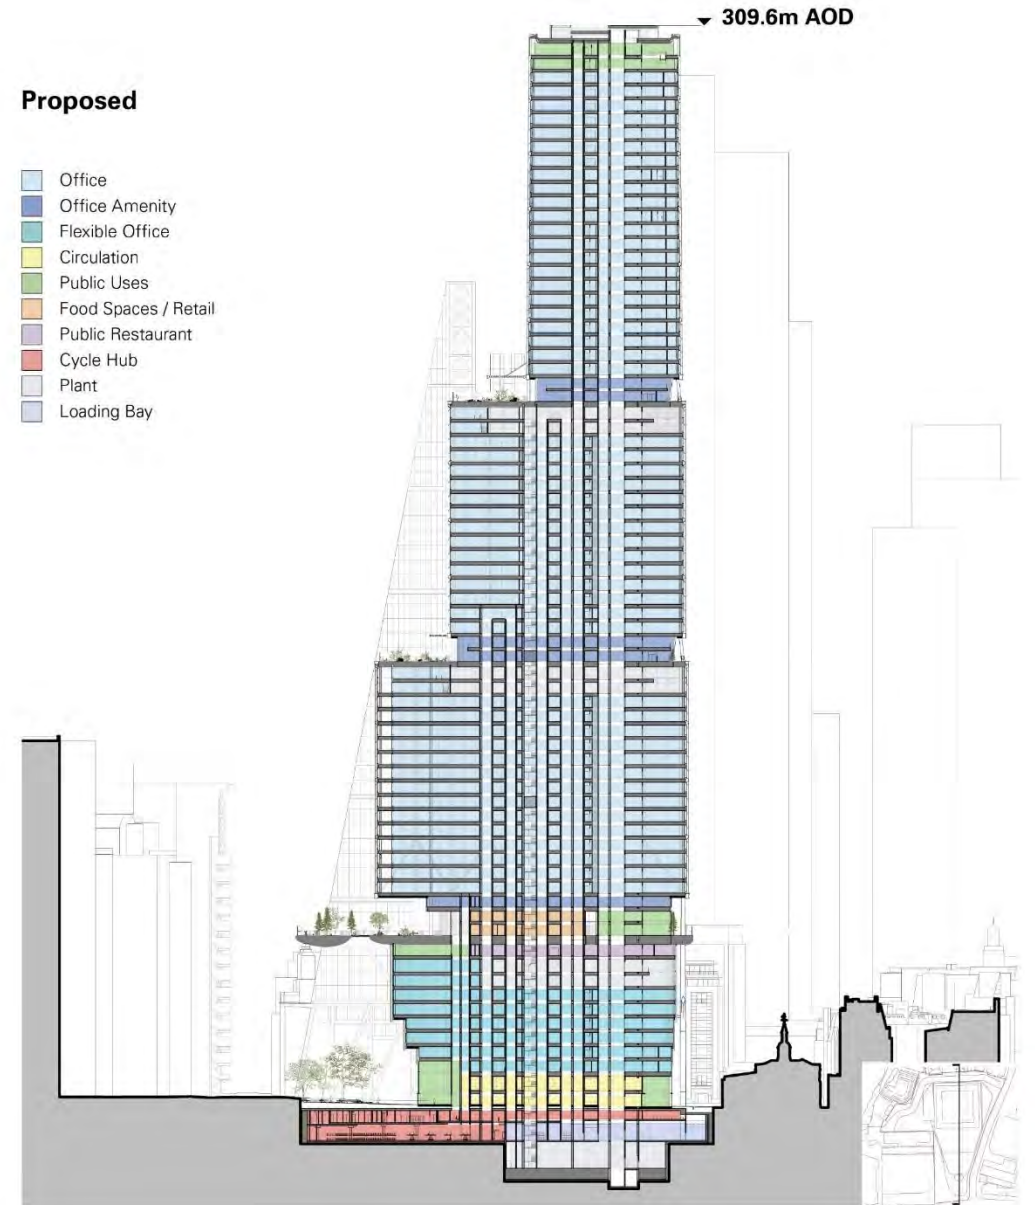 309.6m AOD
Proposed
Office
Office Amenity
Flexible Office
Circulation
Public Uses
Food Spaces / Retail
Public Restaurant
Cycle Hub
Plant
Loading Bay